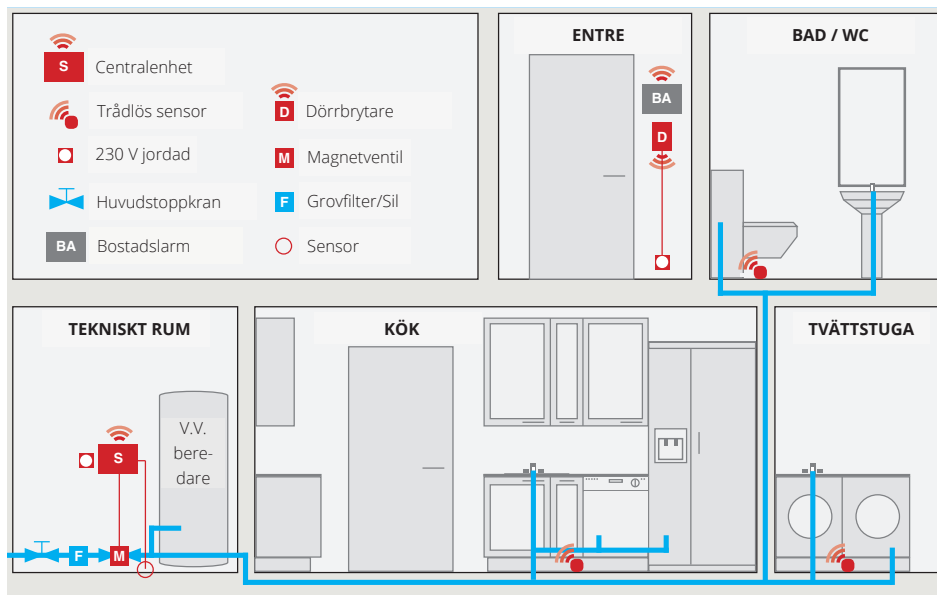 S Centralenhet
Trådlös sensor
230 V jordad
Huvudstoppkran
BA Bostadslarm
D Dörrbrytare
M Magnetventil
F Grovfilter/Sil
Sensor
ENTRE
BA
D
BAD / WC
TEKNISKT RUM
S
V.V.
bere-
dare
F
M
KÖK
TVÄTTSTUGA